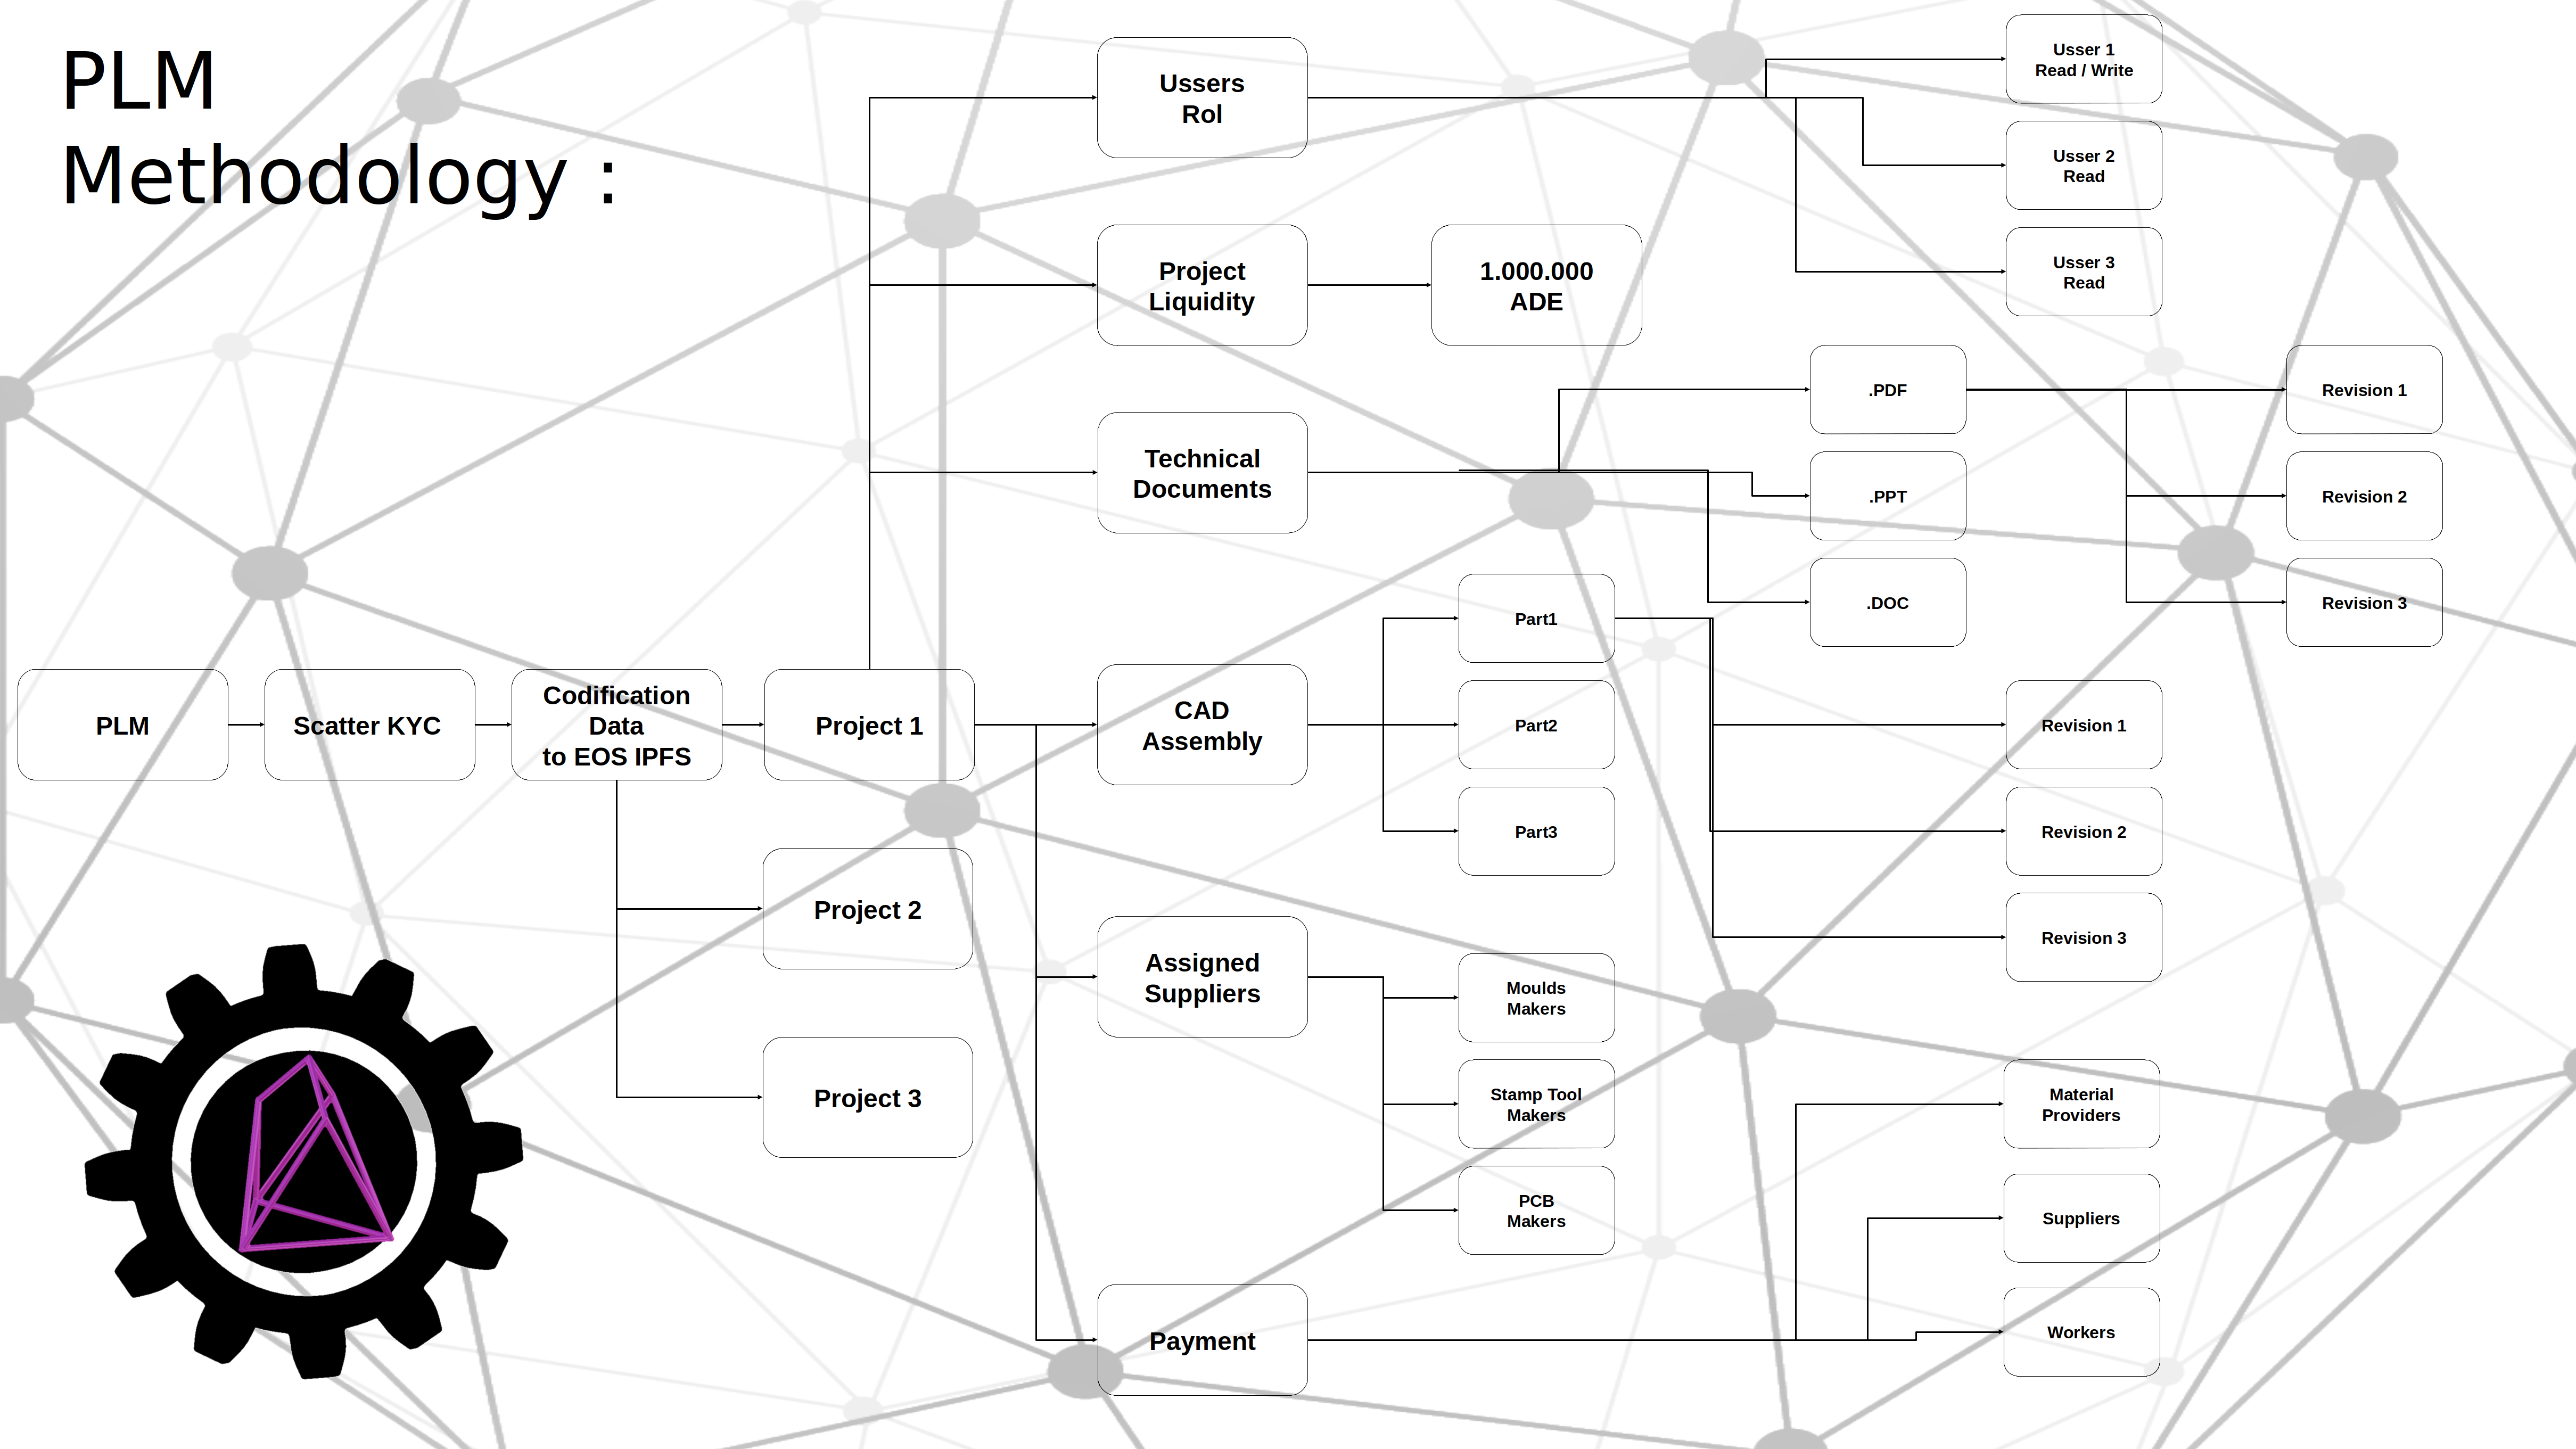 PLM
Methodology :
Ussers
Rol
Usser 1
Read / Write
Usser 2
Read
Usser 3
Read
Project
Liquidity
1.000.000
ADE
Technical
Documents
.PDF
.PPT
.DOC
Revision 1
Revision 2
Revision 3
PLM
Scatter KYC
Codification
Data
to EOS IPFS
Project 1
Project 2
Project 3
CAD
Assembly
Part1
Part2
Part3
Revision 1
Revision 2
Revision 3
Assigned
Suppliers
Moulds
Makers
Stamp Tool
Makers
PCB
Makers
Payment
Material
Providers
Suppliers
Workers